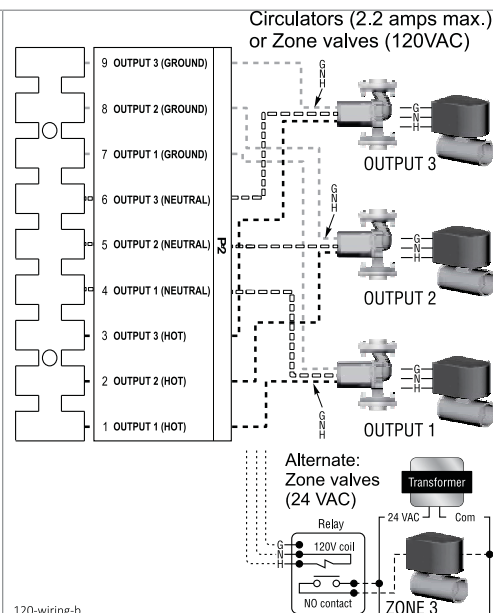 Circulators (2.2 amps max.)
or Zone valves (120VAC)
9 OUTPUT 3 (GROUND)
8 OUTPUT 2 (GROUND)
7 OUTPUT 1 (GROUND)
6 OUTPUT 3 (NEUTRAL)
5 OUTPUT 2 (NEUTRAL)
4 OUTPUT 1 (NEUTRAL)
3 OUTPUT 3 (HOT)
2 OUTPUT 2 (HOT)
1 OUTPUT 1 (HOT)
P2
G
N
H
G
N
H
OUTPUT 3
G
N
H
G
N
H
OUTPUT 2
G
N
H
G
N
H
OUTPUT 1
Alternate:
Zone valves
(24 VAC)
Transformer
24 VAC
Com
Relay
G
N
H
120V coil
NO contact
ZONE 3
120-wiring-b